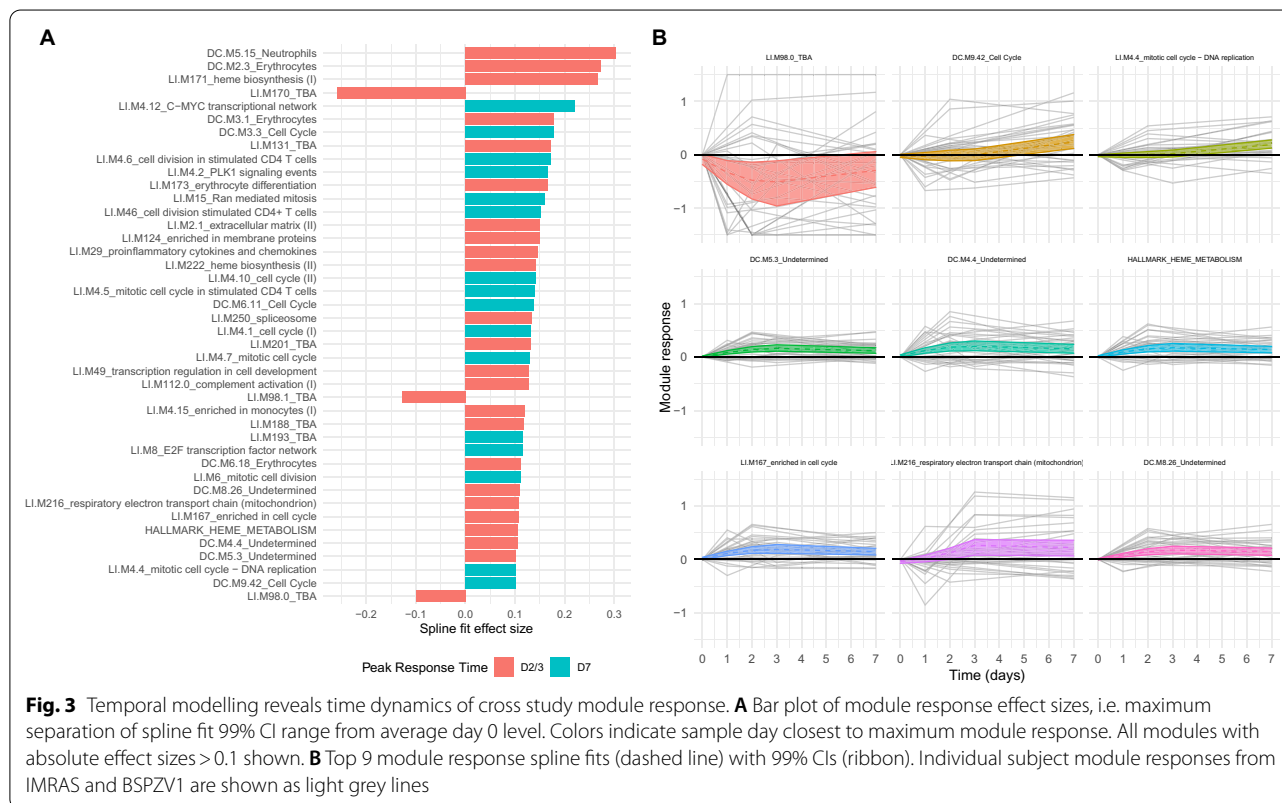 A
DC.M5.15_Neutrophils
DC.M2.3_Erythrocytes
LI.M171_heme biosynthesis (I)
LI.M170_TBA
LI.M4.12_C−MYC transcriptional network
DC.M3.1_Erythrocytes
DC.M3.3_Cell Cycle
LI.M131_TBA
LI.M4.6_cell division in stimulated CD4 T cells
LI.M4.2_PLK1 signaling events
LI.M173_erythrocyte differentiation
LI.M15_Ran mediated mitosis
LI.M46_cell division stimulated CD4+ T cells
LI.M2.1_extracellular matrix (II)
LI.M124_enriched in membrane proteins
LI.M29_proinflammatory cytokines and chemokines
LI.M222_heme biosynthesis (II)
LI.M4.10_cell cycle (II)
LI.M4.5_mitotic cell cycle in stimulated CD4 T cells
DC.M6.11_Cell Cycle
LI.M250_spliceosome
LI.M4.1_cell cycle (I)
LI.M201_TBA
LI.M4.7_mitotic cell cycle
LI.M49_transcription regulation in cell development
LI.M112.0_complement activation (I)
LI.M98.1_TBA
LI.M4.15_enriched in monocytes (I)
LI.M188_TBA
LI.M193_TBA
LI.M8_E2F transcription factor network
DC.M6.18_Erythrocytes
LI.M6_mitotic cell division
DC.M8.26_Undetermined
LI.M216_respiratory electron transport chain (mitochondrion)
LI.M167_enriched in cell cycle
HALLMARK_HEME_METABOLISM
DC.M4.4_Undetermined
DC.M5.3_Undetermined
LI.M4.4_mitotic cell cycle − DNA replication
DC.M9.42_Cell Cycle
LI.M98.0_TBA
−0.2 −0.1 0.0 0.1 0.2 0.3
Spline fit effect size
Peak Response Time D2/3 D7
B
LI.M98.0_TBA DC.M9.42_Cell Cycle LI.M4.4_mitotic cell cycle − DNA replication
1
0
−1
DC.M5.3_Undetermined DC.M4.4_Undetermined HALLMARK_HEME_METABOLISM
1
0
−1
LI.M167_enriched in cell cycle LI.M216_respiratory electron transport chain (mitochondrion) DC.M8.26_Undetermined
1
0
−1
Module response
0 1 2 3 4 5 6 7 0 1 2 3 4 5 6 7 0 1 2 3 4 5 6 7
Time (days)
Fig. 3 Temporal modelling reveals time dynamics of cross study module response. A Bar plot of module response effect sizes, i.e. maximum
separation of spline fit 99% CI range from average day 0 level. Colors indicate sample day closest to maximum module response. All modules with
absolute effect sizes > 0.1 shown. B Top 9 module response spline fits (dashed line) with 99% CIs (ribbon). Individual subject module responses from
IMRAS and BSPZV1 are shown as light grey lines